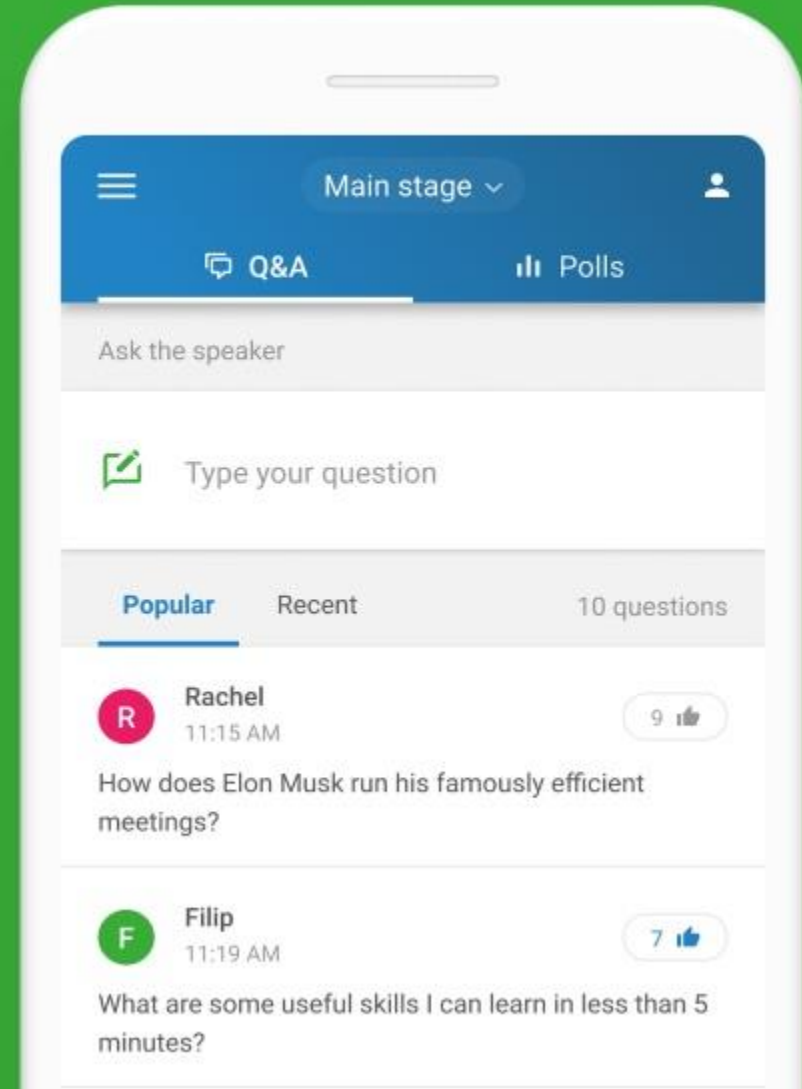 Main stage
Q&A
Polls
Ask the speaker
Type your question
Popular
Recent
10 questions
R
Rachel
11:15 AM
9
How does Elon Musk run his famously efficient
meetings?
F
Filip
11:19 AM
7
What are some useful skills I can learn in less than 5
minutes?